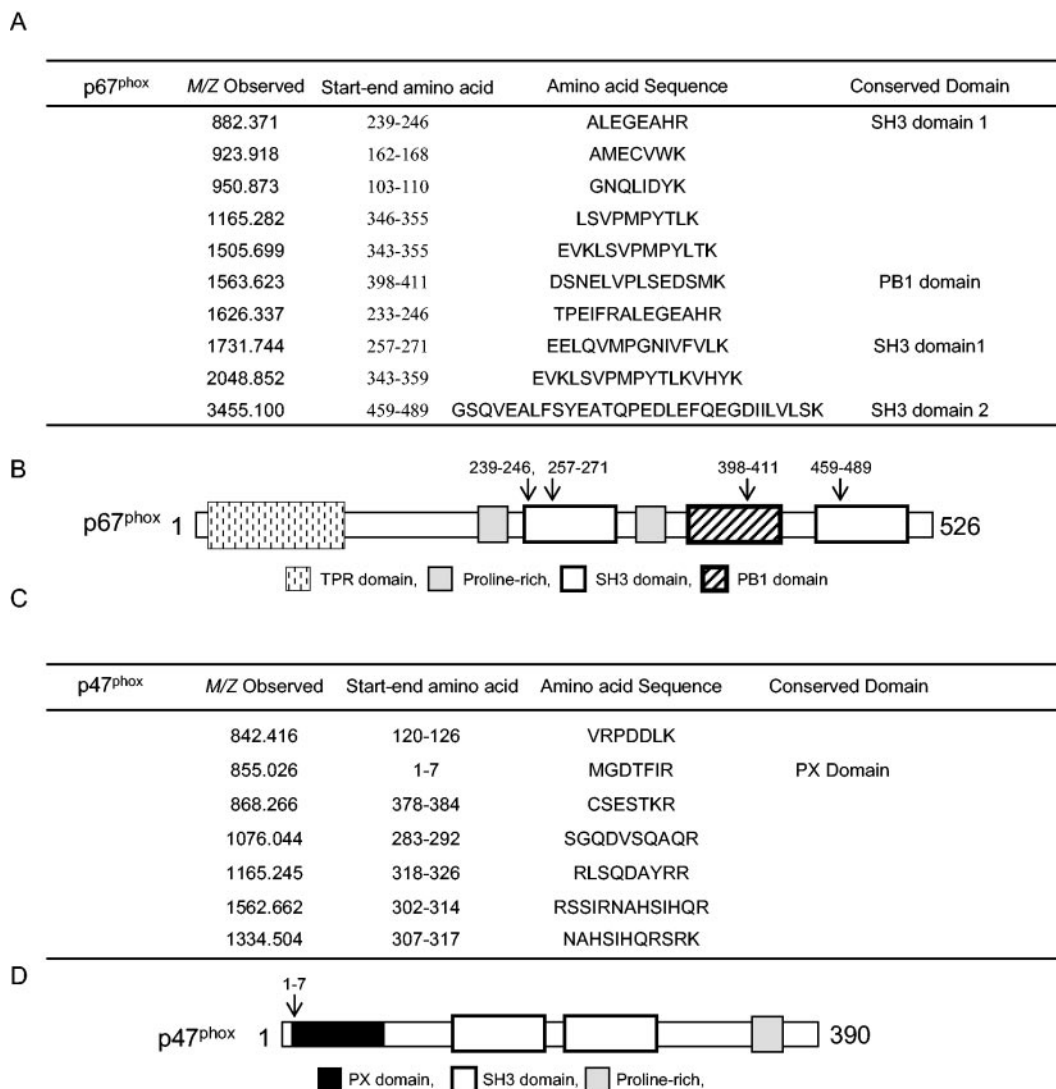 A
p67phox M/Z Observed Start-end amino acid Amino acid Sequence Conserved Domain
882.371 239-246 ALEGEAHR SH3 domain 1
923.918 162-168 AMECVWK
950.873 103-110 GNQLIDYK
1165.282 346-355 LSVPMPYTLK
1505.699 343-355 EVKLSVPMPYLTK
1563.623 398-411 DSNELVPLSEDSMK PB1 domain
1626.337 233-246 TPEIFRALEGEAHR
1731.744 257-271 EELQVMPGNIVFVLK SH3 domain1
2048.852 343-359 EVKLSVPMPYTLKVHYK
3455.100 459-489 GSQVEALFSYEATQPEDLEFQEGDIILVLSK SH3 domain 2
B
239-246, 257-271 398-411 459-489
p67phox 1 526
TPR domain, Proline-rich, SH3 domain, PB1 domain
C
p47phox M/Z Observed Start-end amino acid Amino acid Sequence Conserved Domain
842.416 120-126 VRPDDLK
855.026 1-7 MGDTFIR PX Domain
868.266 378-384 CSESTKR
1076.044 283-292 SGQDVSQAQR
1165.245 318-326 RLSQDAYRR
1562.662 302-314 RSSIRNAHSIHQR
1334.504 307-317 NAHSIHQRSRK
D
1-7
p47phox 1 390
PX domain, SH3 domain, Proline-rich,